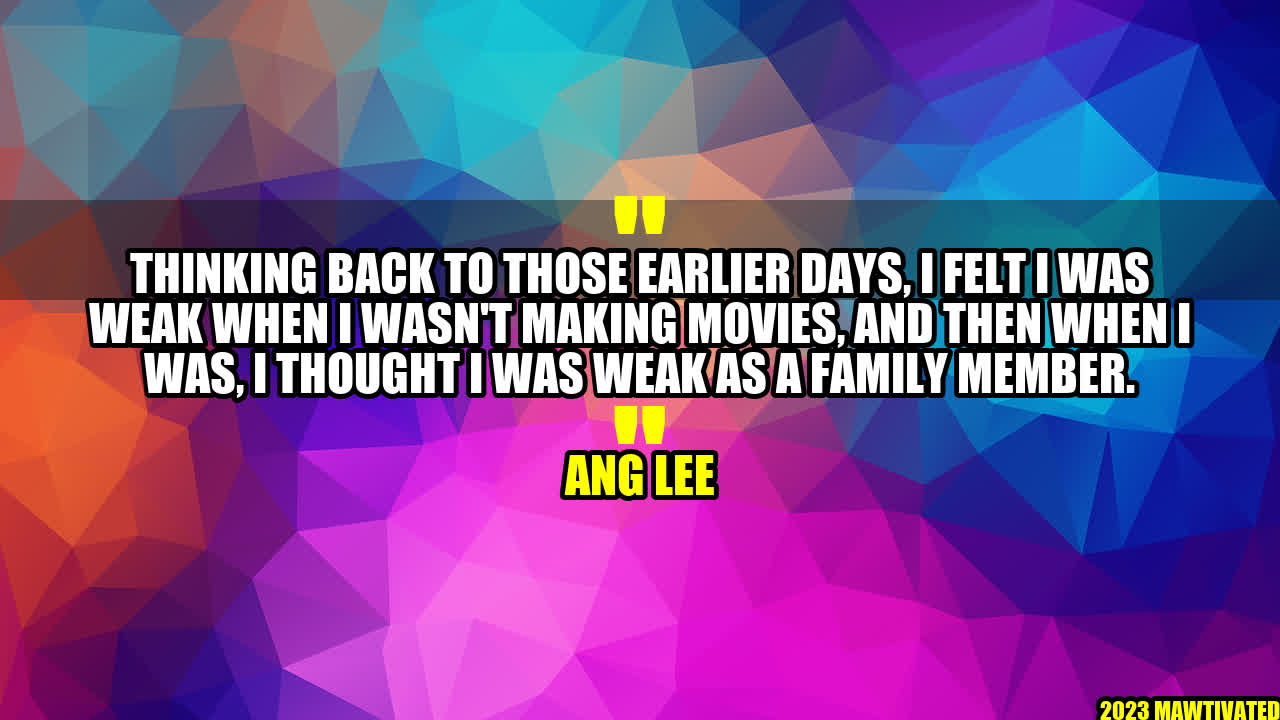 "
THINKING BACK TO THOSE EARLIER DAYS, I FELT I WAS
WEAK WHEN I WASN'T MAKING MOVIES, AND THEN WHEN I
WAS, I THOUGHT I WAS WEAK AS A FAMILY MEMBER.
"
ANG LEE
2023 MAWTIVATED